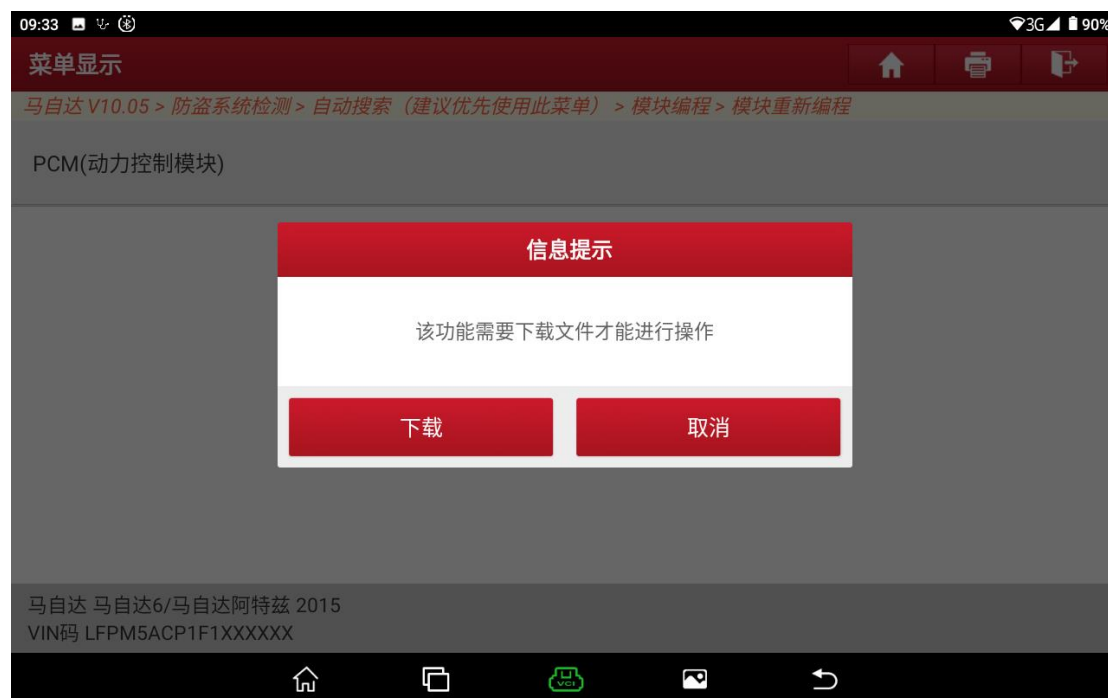 09:33 3G 90%
菜单显示
马自达 V10.05 > 防盗系统检测 > 自动搜索（建议优先使用此菜单） > 模块编程 > 模块重新编程
PCM(动力控制模块)
信息提示
该功能需要下载文件才能进行操作
下载 取消
马自达 马自达6/马自达阿特兹 2015
VIN码 LFPM5ACP1F1XXXXXX
VCI